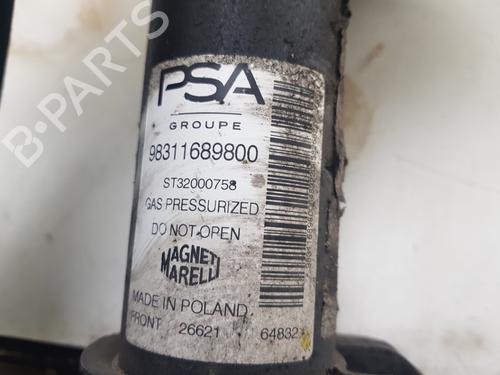 PSA
GROUPE
98311689800
ST32000758
GAS PRESSURIZED
DO NOT OPEN
MAGNETI
MARELLI
MADE IN POLAND
FRONT 26621 64832
B-PARTS